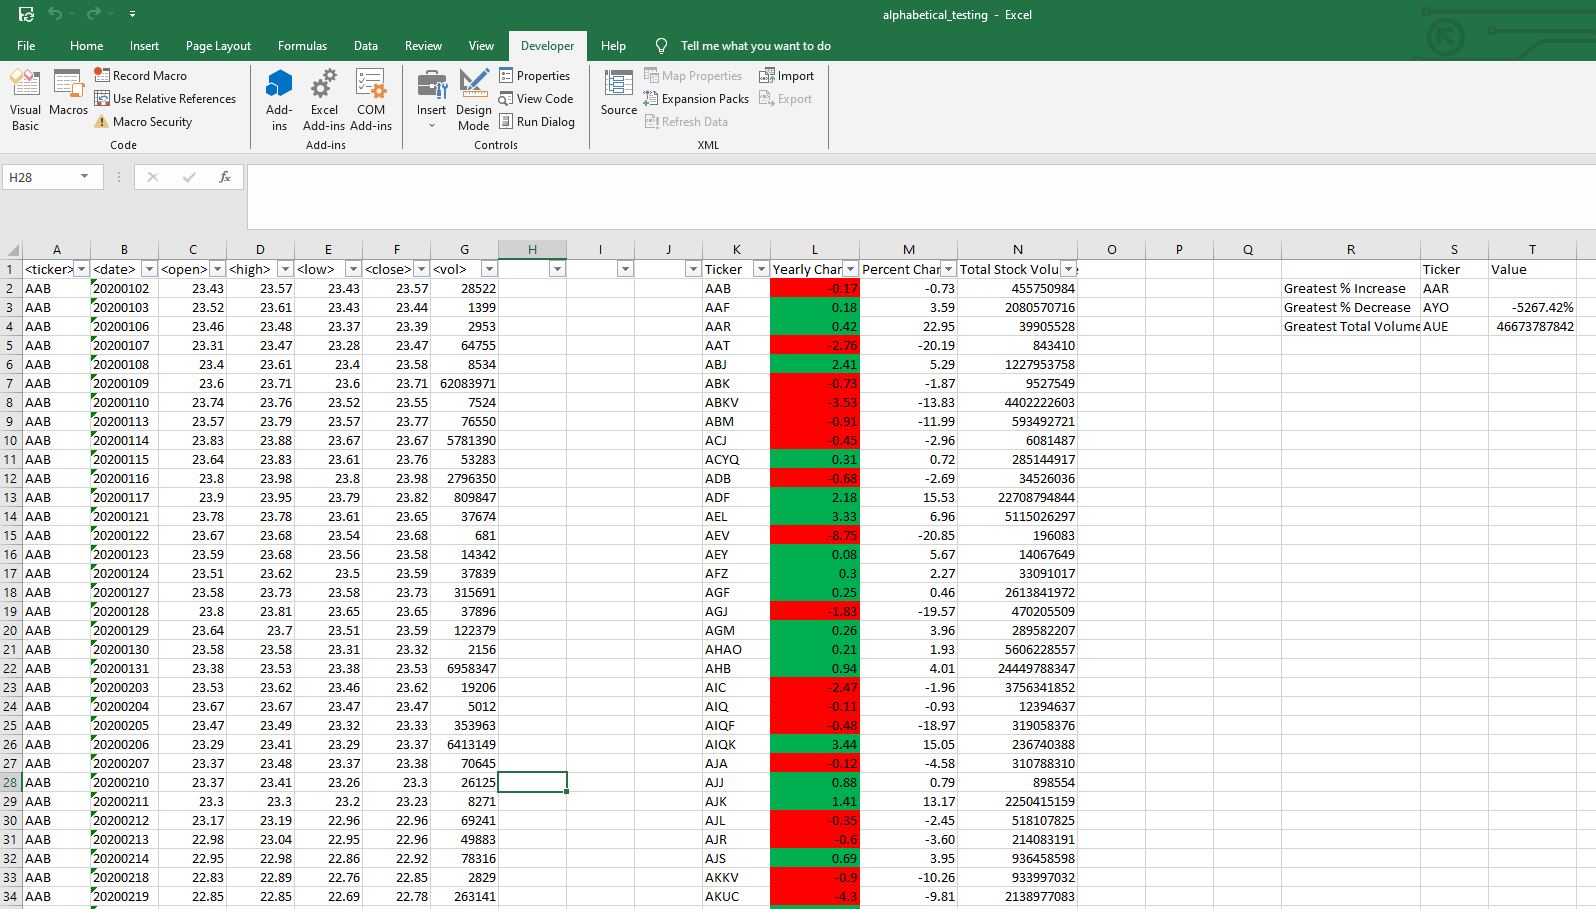 alphabetical_testing - Excel
File Home Insert Page Layout Formulas Data Review View Developer Help Tell me what you want to do
Visual Basic
Macros
Record Macro
Use Relative References
Macro Security
Code
Add-ins
Excel Add-ins
COM Add-ins
Add-ins
Insert
Design Mode
Properties
View Code
Run Dialog
Controls
Source
Map Properties
Expansion Packs
Refresh Data
Import
Export
XML
H28 fx
A B C D E F G H I J K L M N O P Q R S T
1 <ticker> <date> <open> <high> <low> <close> <vol> Ticker Yearly Char Percent Char Total Stock Volu Ticker Value
2 AAB 20200102 23.43 23.57 23.43 23.57 28522 AAB -0.17 -0.73 455750984 Greatest % Increase AAR
3 AAB 20200103 23.52 23.61 23.43 23.44 1399 AAF 0.18 3.59 2080570716 Greatest % Decrease AYO -5267.42%
4 AAB 20200106 23.46 23.48 23.37 23.39 2953 AAR 0.42 22.95 39905528 Greatest Total Volume AUE 46673787842
5 AAB 20200107 23.31 23.47 23.28 23.47 64755 AAT -2.76 -20.19 843410
6 AAB 20200108 23.4 23.61 23.4 23.58 8534 ABJ 2.41 5.29 1227953758
7 AAB 20200109 23.6 23.71 23.6 23.71 62083971 ABK -0.73 -1.87 9527549
8 AAB 20200110 23.74 23.76 23.52 23.55 7524 ABKV -3.53 -13.83 4402222603
9 AAB 20200113 23.57 23.79 23.57 23.77 76550 ABM -0.91 -11.99 593492721
10 AAB 20200114 23.83 23.88 23.67 23.67 5781390 ACJ -0.45 -2.96 6081487
11 AAB 20200115 23.64 23.83 23.61 23.76 53283 ACYQ 0.31 0.72 285144917
12 AAB 20200116 23.8 23.98 23.8 23.98 2796350 ADB -0.68 -2.69 34526036
13 AAB 20200117 23.9 23.95 23.79 23.82 809847 ADF 2.18 15.53 22708794844
14 AAB 20200121 23.78 23.78 23.61 23.65 37674 AEL 3.33 6.96 5115026297
15 AAB 20200122 23.67 23.68 23.54 23.68 681 AEV -8.75 -20.85 196083
16 AAB 20200123 23.59 23.68 23.56 23.58 14342 AEY 0.08 5.67 14067649
17 AAB 20200124 23.51 23.62 23.5 23.59 37839 AFZ 0.3 2.27 33091017
18 AAB 20200127 23.58 23.73 23.58 23.73 315691 AGF 0.25 0.46 2613841972
19 AAB 20200128 23.8 23.81 23.65 23.65 37896 AGJ -1.83 -19.57 470205509
20 AAB 20200129 23.64 23.7 23.51 23.59 122379 AGM 0.26 3.96 289582207
21 AAB 20200130 23.58 23.58 23.31 23.32 2156 AHAO 0.21 1.93 5606228557
22 AAB 20200131 23.38 23.53 23.38 23.53 6958347 AHB 0.94 4.01 24449788347
23 AAB 20200203 23.53 23.62 23.46 23.62 19206 AIC -2.47 -1.96 3756341852
24 AAB 20200204 23.67 23.67 23.47 23.47 5012 AIQ -0.11 -0.93 12394637
25 AAB 20200205 23.47 23.49 23.32 23.33 353963 AIQF -0.48 -18.97 319058376
26 AAB 20200206 23.29 23.41 23.29 23.37 6413149 AIQK 3.44 15.05 236740388
27 AAB 20200207 23.37 23.48 23.37 23.38 70645 AJA -0.12 -4.58 310788310
28 AAB 20200210 23.37 23.41 23.26 23.3 26125 AJJ 0.88 0.79 898554
29 AAB 20200211 23.3 23.3 23.2 23.23 8271 AJK 1.41 13.17 2250415159
30 AAB 20200212 23.17 23.19 22.96 22.96 69241 AJL -0.35 -2.45 518107825
31 AAB 20200213 22.98 23.04 22.95 22.96 49883 AJR -0.6 -3.60 214083191
32 AAB 20200214 22.95 22.98 22.86 22.92 78316 AJS 0.69 3.95 936458598
33 AAB 20200218 22.83 22.89 22.76 22.85 2829 AKKV -0.9 -10.26 933997032
34 AAB 20200219 22.85 22.85 22.69 22.78 263141 AKUC -4.3 -9.81 2138977083